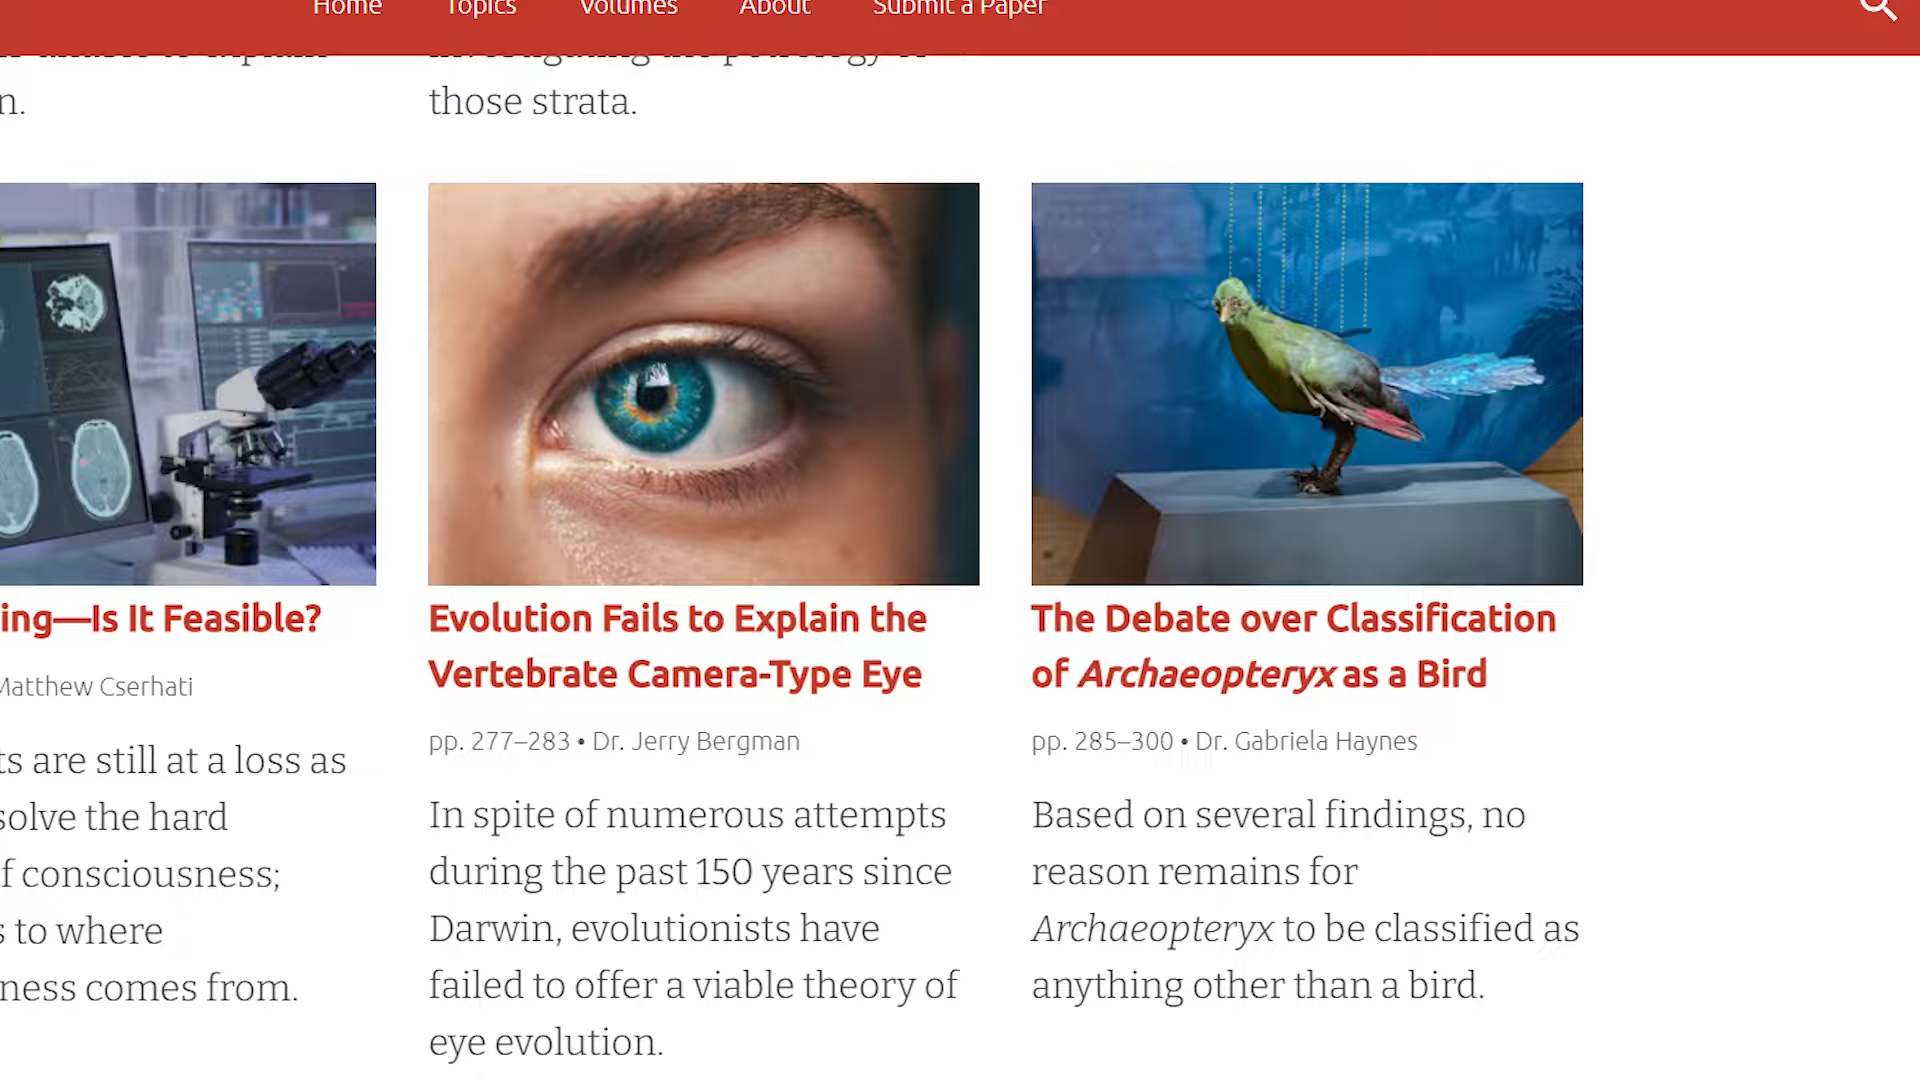 Home Topics Volumes About Submit a Paper
investigating the petrology of
n.
those strata.
ing—Is It Feasible?
Matthew Cserhati
ts are still at a loss as
solve the hard
f consciousness;
s to where
ness comes from.
Evolution Fails to Explain the
Vertebrate Camera-Type Eye
pp. 277–283 • Dr. Jerry Bergman
In spite of numerous attempts
during the past 150 years since
Darwin, evolutionists have
failed to offer a viable theory of
eye evolution.
The Debate over Classification
of Archaeopteryx as a Bird
pp. 285–300 • Dr. Gabriela Haynes
Based on several findings, no
reason remains for
Archaeopteryx to be classified as
anything other than a bird.